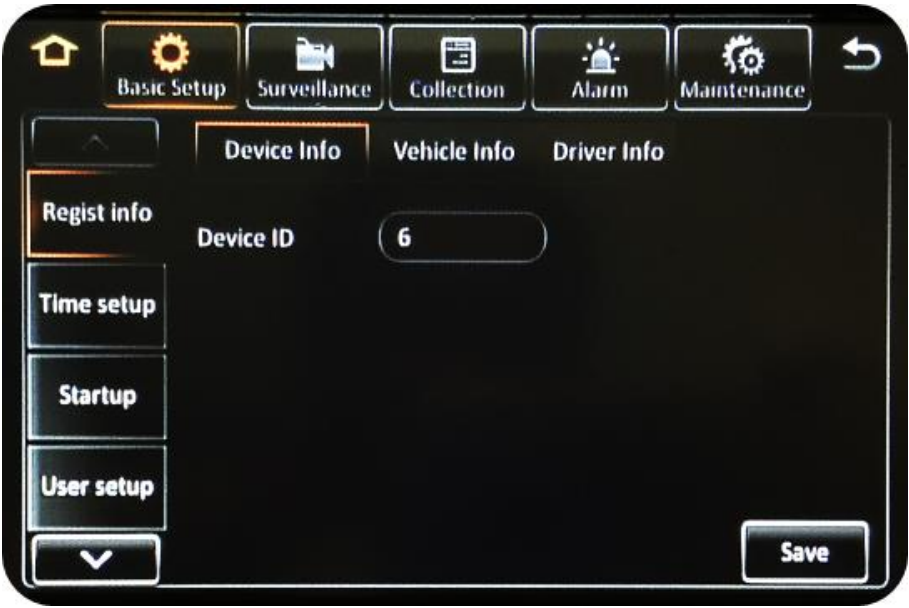 Basic Setup
Surveillance
Collection
Alarm
Maintenance
Device Info
Vehicle Info
Driver Info
Regist info
Device ID
6
Time setup
Startup
User setup
Save